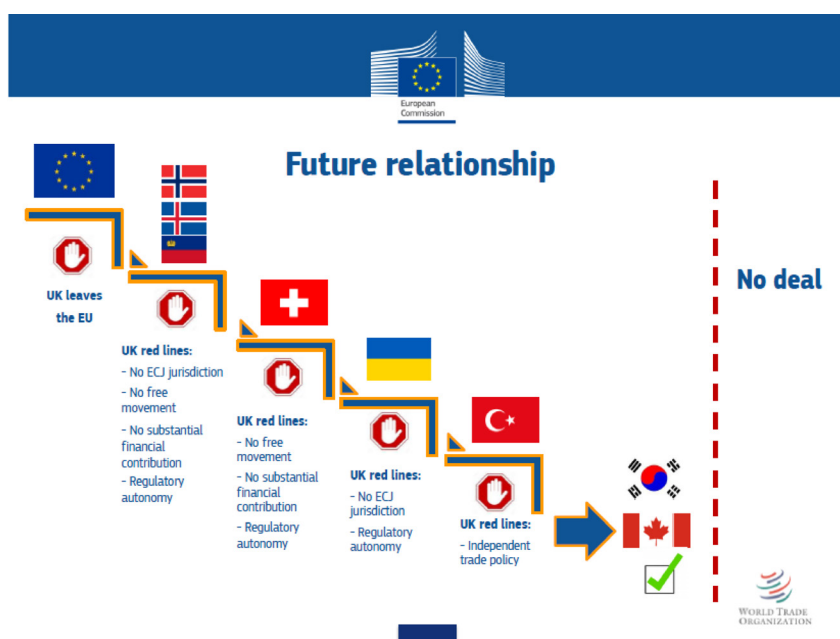 European
Commission
Future relationship
No deal
UK leaves
the EU
UK red lines:
- No ECJ jurisdiction
- No free
movement
- No substantial
financial
contribution
- Regulatory
autonomy
UK red lines:
- No free
movement
- No substantial
financial
contribution
- Regulatory
autonomy
UK red lines:
- No ECJ
jurisdiction
- Regulatory
autonomy
UK red lines:
- Independent
trade policy
WORLD TRADE
ORGANIZATION